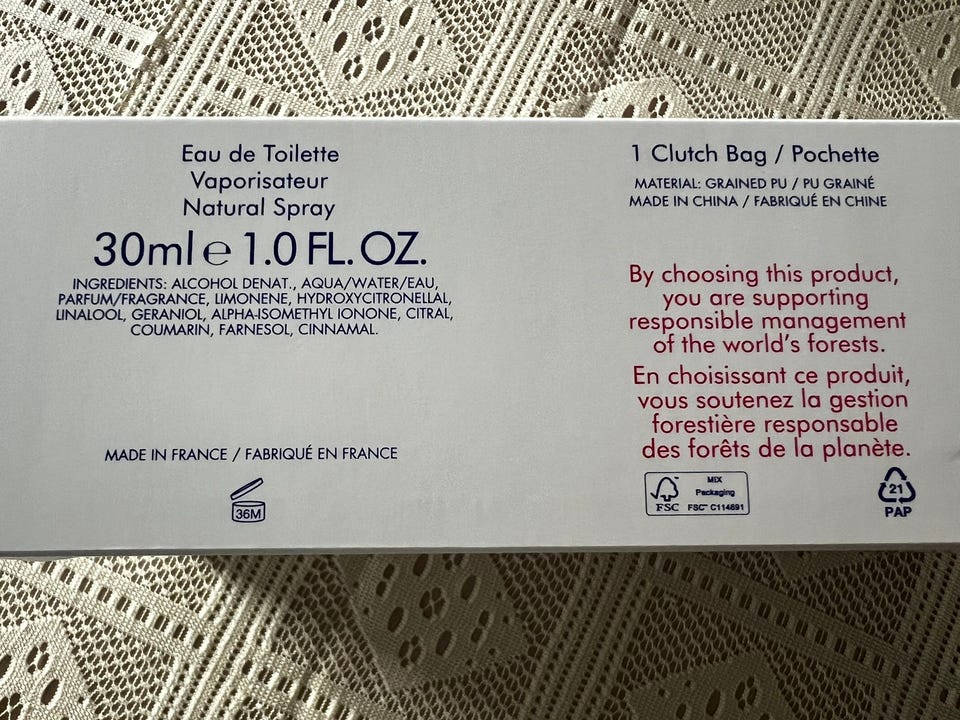 Eau de Toilette
Vaporisateur
Natural Spray
30ml e 1.0 FL. OZ.
INGREDIENTS: ALCOHOL DENAT., AQUA/WATER/EAU,
PARFUM/FRAGRANCE, LIMONENE, HYDROXYCITRONELLAL,
LINALOOL, GERANIOL, ALPHA-ISOMETHYL IONONE, CITRAL,
COUMARIN, FARNESOL, CINNAMAL.
MADE IN FRANCE / FABRIQUÉ EN FRANCE
36M
1 Clutch Bag / Pochette
MATERIAL: GRAINED PU / PU GRAINÉ
MADE IN CHINA / FABRIQUÉ EN CHINE
By choosing this product,
you are supporting
responsible management
of the world's forests.
En choisissant ce produit,
vous soutenez la gestion
forestière responsable
des forêts de la planète.
MIX
Packaging
FSC FSC™ C114691
21
PAP